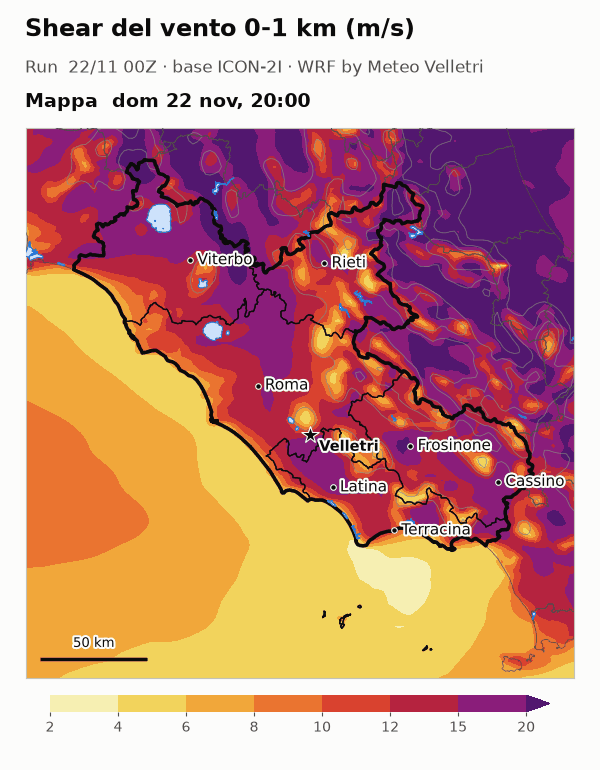 Shear del vento 0-1 km (m/s)
Run  22/11 00Z · base ICON-2I · WRF by Meteo Velletri
Mappa  dom 22 nov, 20:00
Viterbo
Rieti
Roma
Velletri
Frosinone
Cassino
Latina
Terracina
50 km
2 4 6 8 10 12 15 20